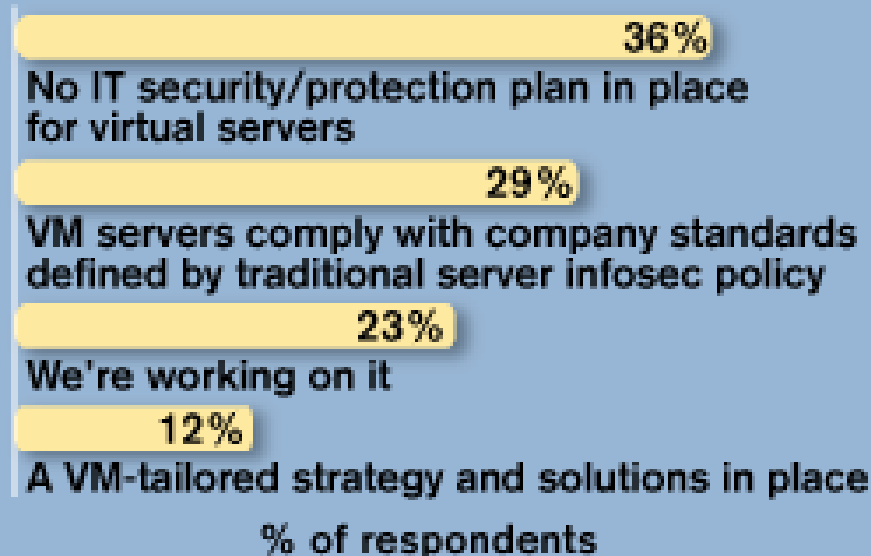 36%
No IT security/protection plan in place
for virtual servers
29%
VM servers comply with company standards
defined by traditional server infosec policy
23%
We're working on it
12%
A VM-tailored strategy and solutions in place
% of respondents